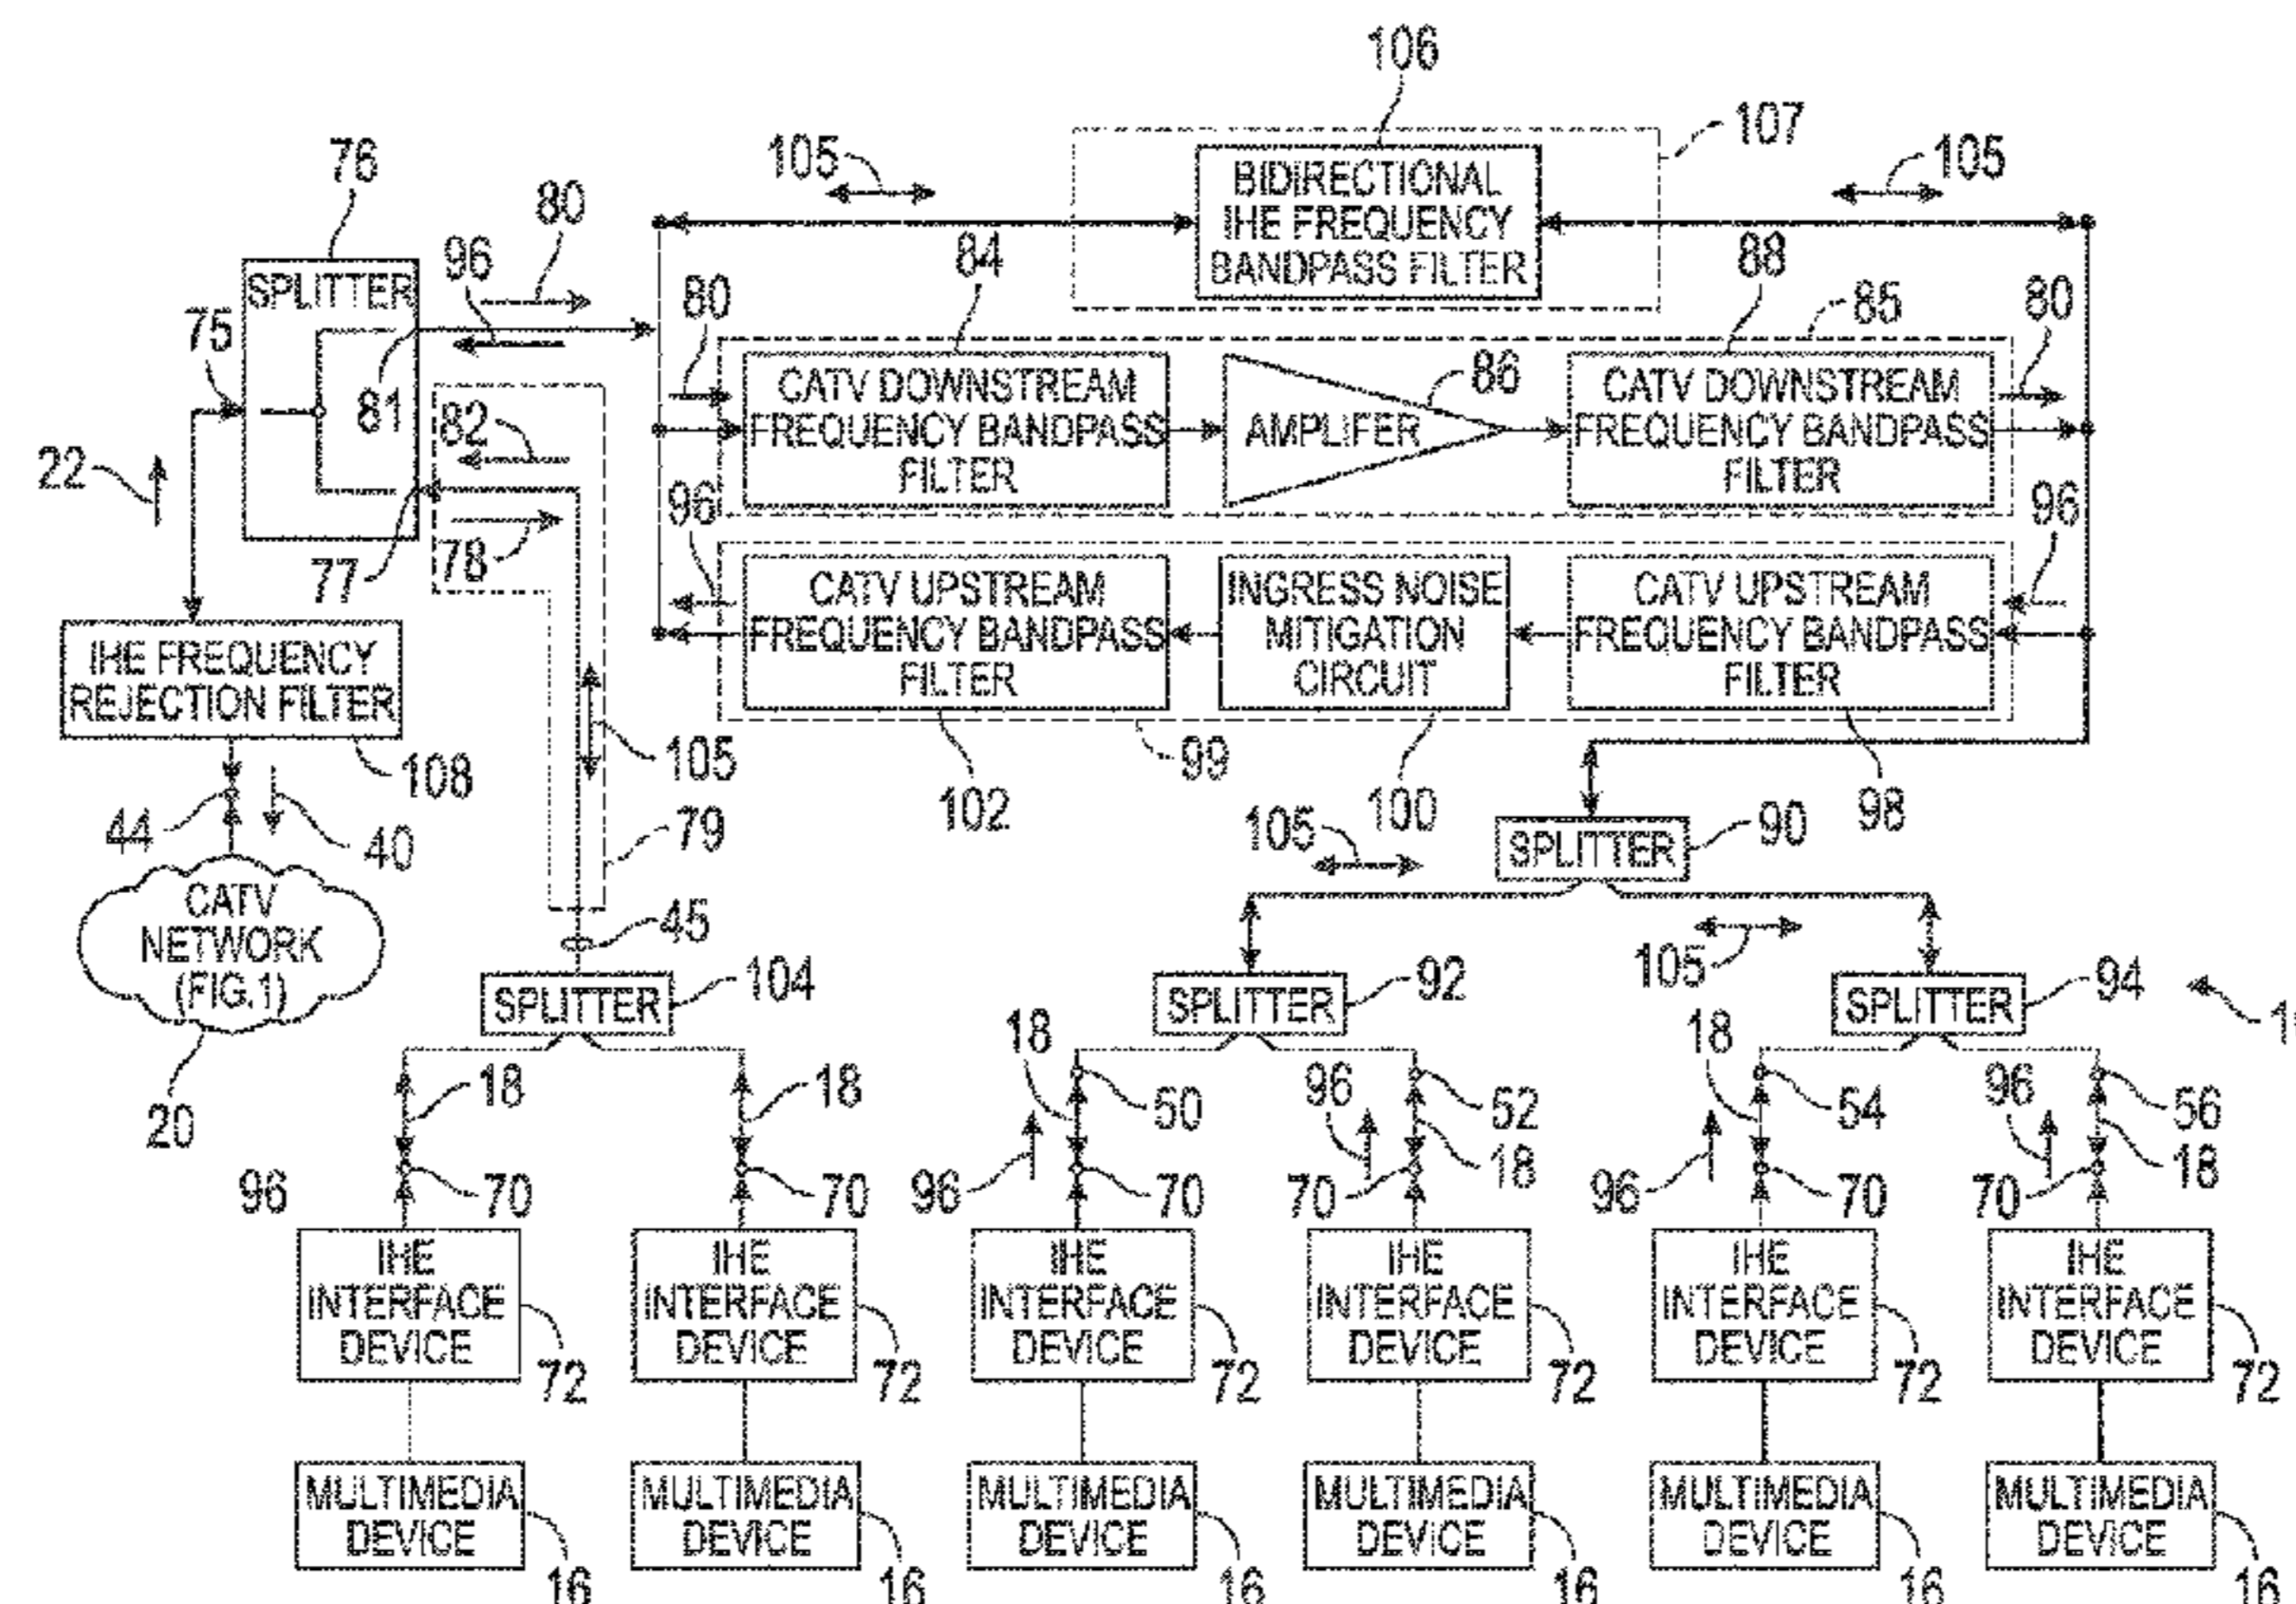 106
107
76
105
BIDIRECTIONAL
IHE FREQUENCY
BANDPASS FILTER
105
80
84
88
SPLITTER
96
80
85
80
75
81
82
CATV DOWNSTREAM
FREQUENCY BANDPASS
FILTER
86
AMPLIFER
CATV DOWNSTREAM
FREQUENCY BANDPASS
FILTER
22
96
96
78
77
CATV UPSTREAM
FREQUENCY BANDPASS
FILTER
INGRESS NOISE
MITIGATION
CIRCUIT
CATV UPSTREAM
FREQUENCY BANDPASS
FILTER
IHE FREQUENCY
REJECTION FILTER
105
99
108
102
100
98
44
40
79
105
90
SPLITTER
CATV
NETWORK
(FIG.1)
45
105
SPLITTER
104
SPLITTER
92
SPLITTER
94
20
18
18
18
50
96
52
18
18
54
96
56
18
96
70
70
96
70
70
96
70
70
IHE
INTERFACE
DEVICE
IHE
INTERFACE
DEVICE
IHE
INTERFACE
DEVICE
IHE
INTERFACE
DEVICE
IHE
INTERFACE
DEVICE
IHE
INTERFACE
DEVICE
72
72
72
72
72
72
MULTIMEDIA
DEVICE
MULTIMEDIA
DEVICE
MULTIMEDIA
DEVICE
MULTIMEDIA
DEVICE
MULTIMEDIA
DEVICE
MULTIMEDIA
DEVICE
16
16
16
16
16
16